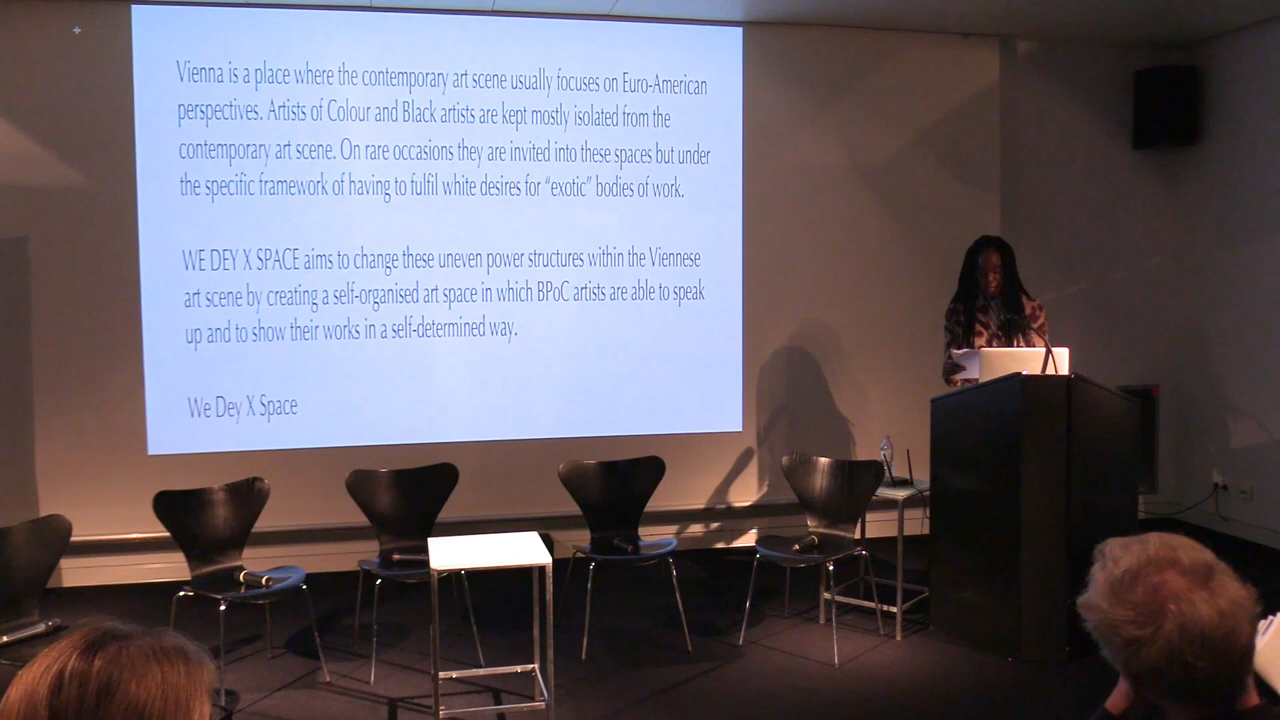 Vienna is a place where the contemporary art scene usually focuses on Euro-American
perspectives. Artists of Colour and Black artists are kept mostly isolated from the
contemporary art scene. On rare occasions they are invited into these spaces but under
the specific framework of having to fulfil white desires for “exotic” bodies of work.
WE DEY X SPACE aims to change these uneven power structures within the Viennese
art scene by creating a self-organised art space in which BPoC artists are able to speak
up and to show their works in a self-determined way.
We Dey X Space